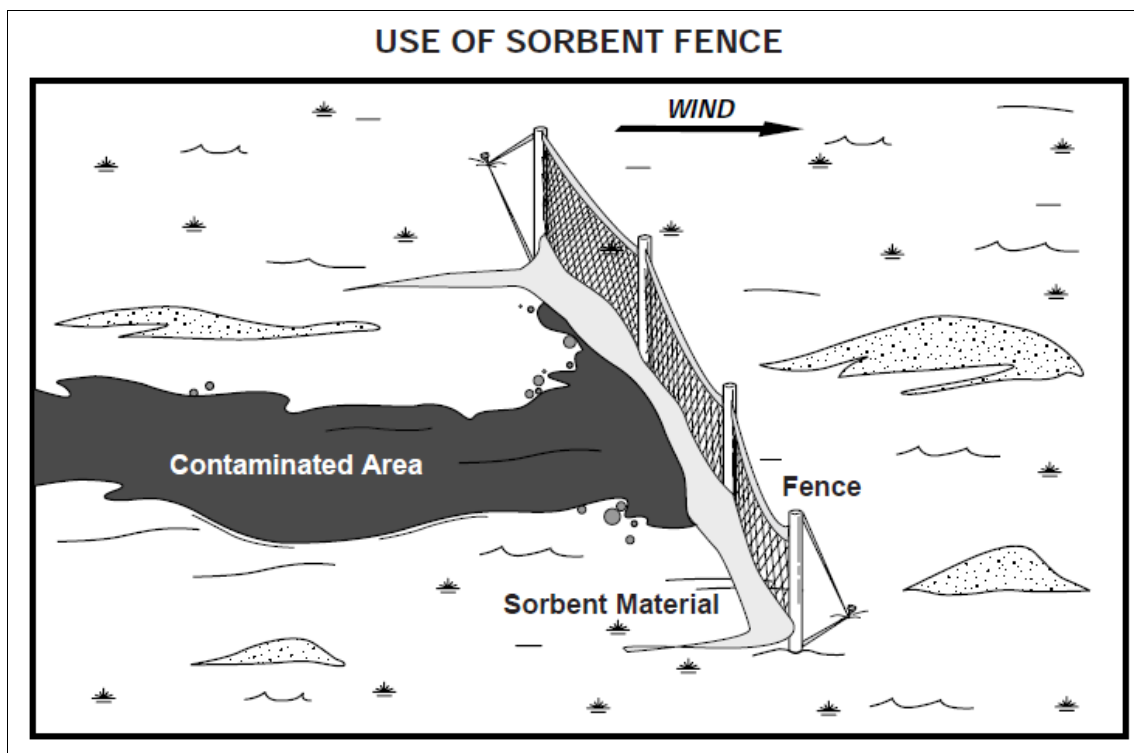 USE OF SORBENT FENCE
WIND
Contaminated Area
Fence
Sorbent Material